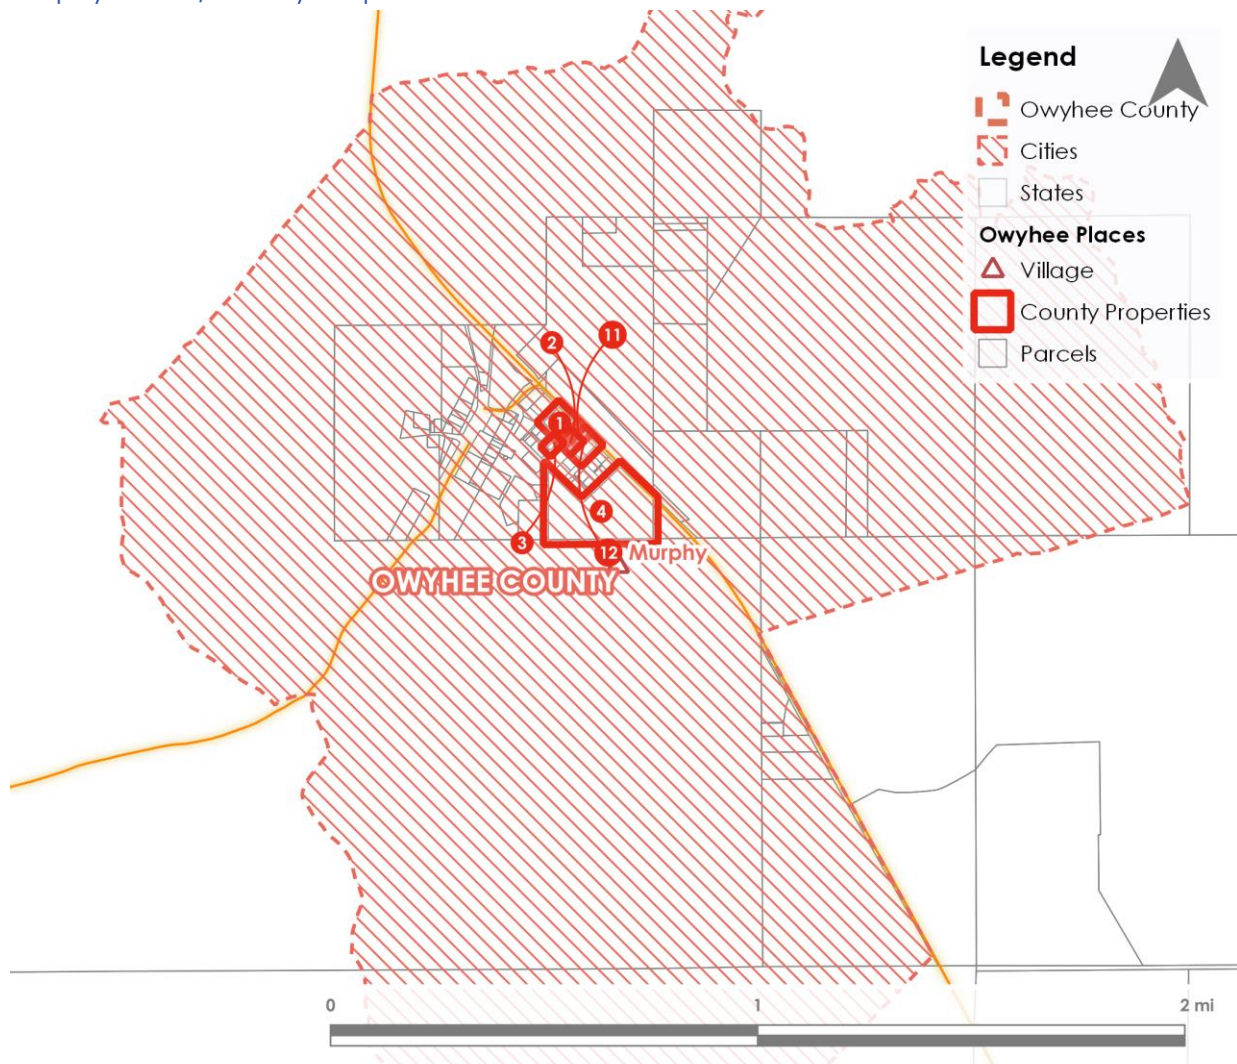 Legend
Owyhee County
Cities
States
Owyhee Places
Village
County Properties
Parcels
2
11
1
4
3
12
Murphy
OWYHEE COUNTY
0
1
2 mi